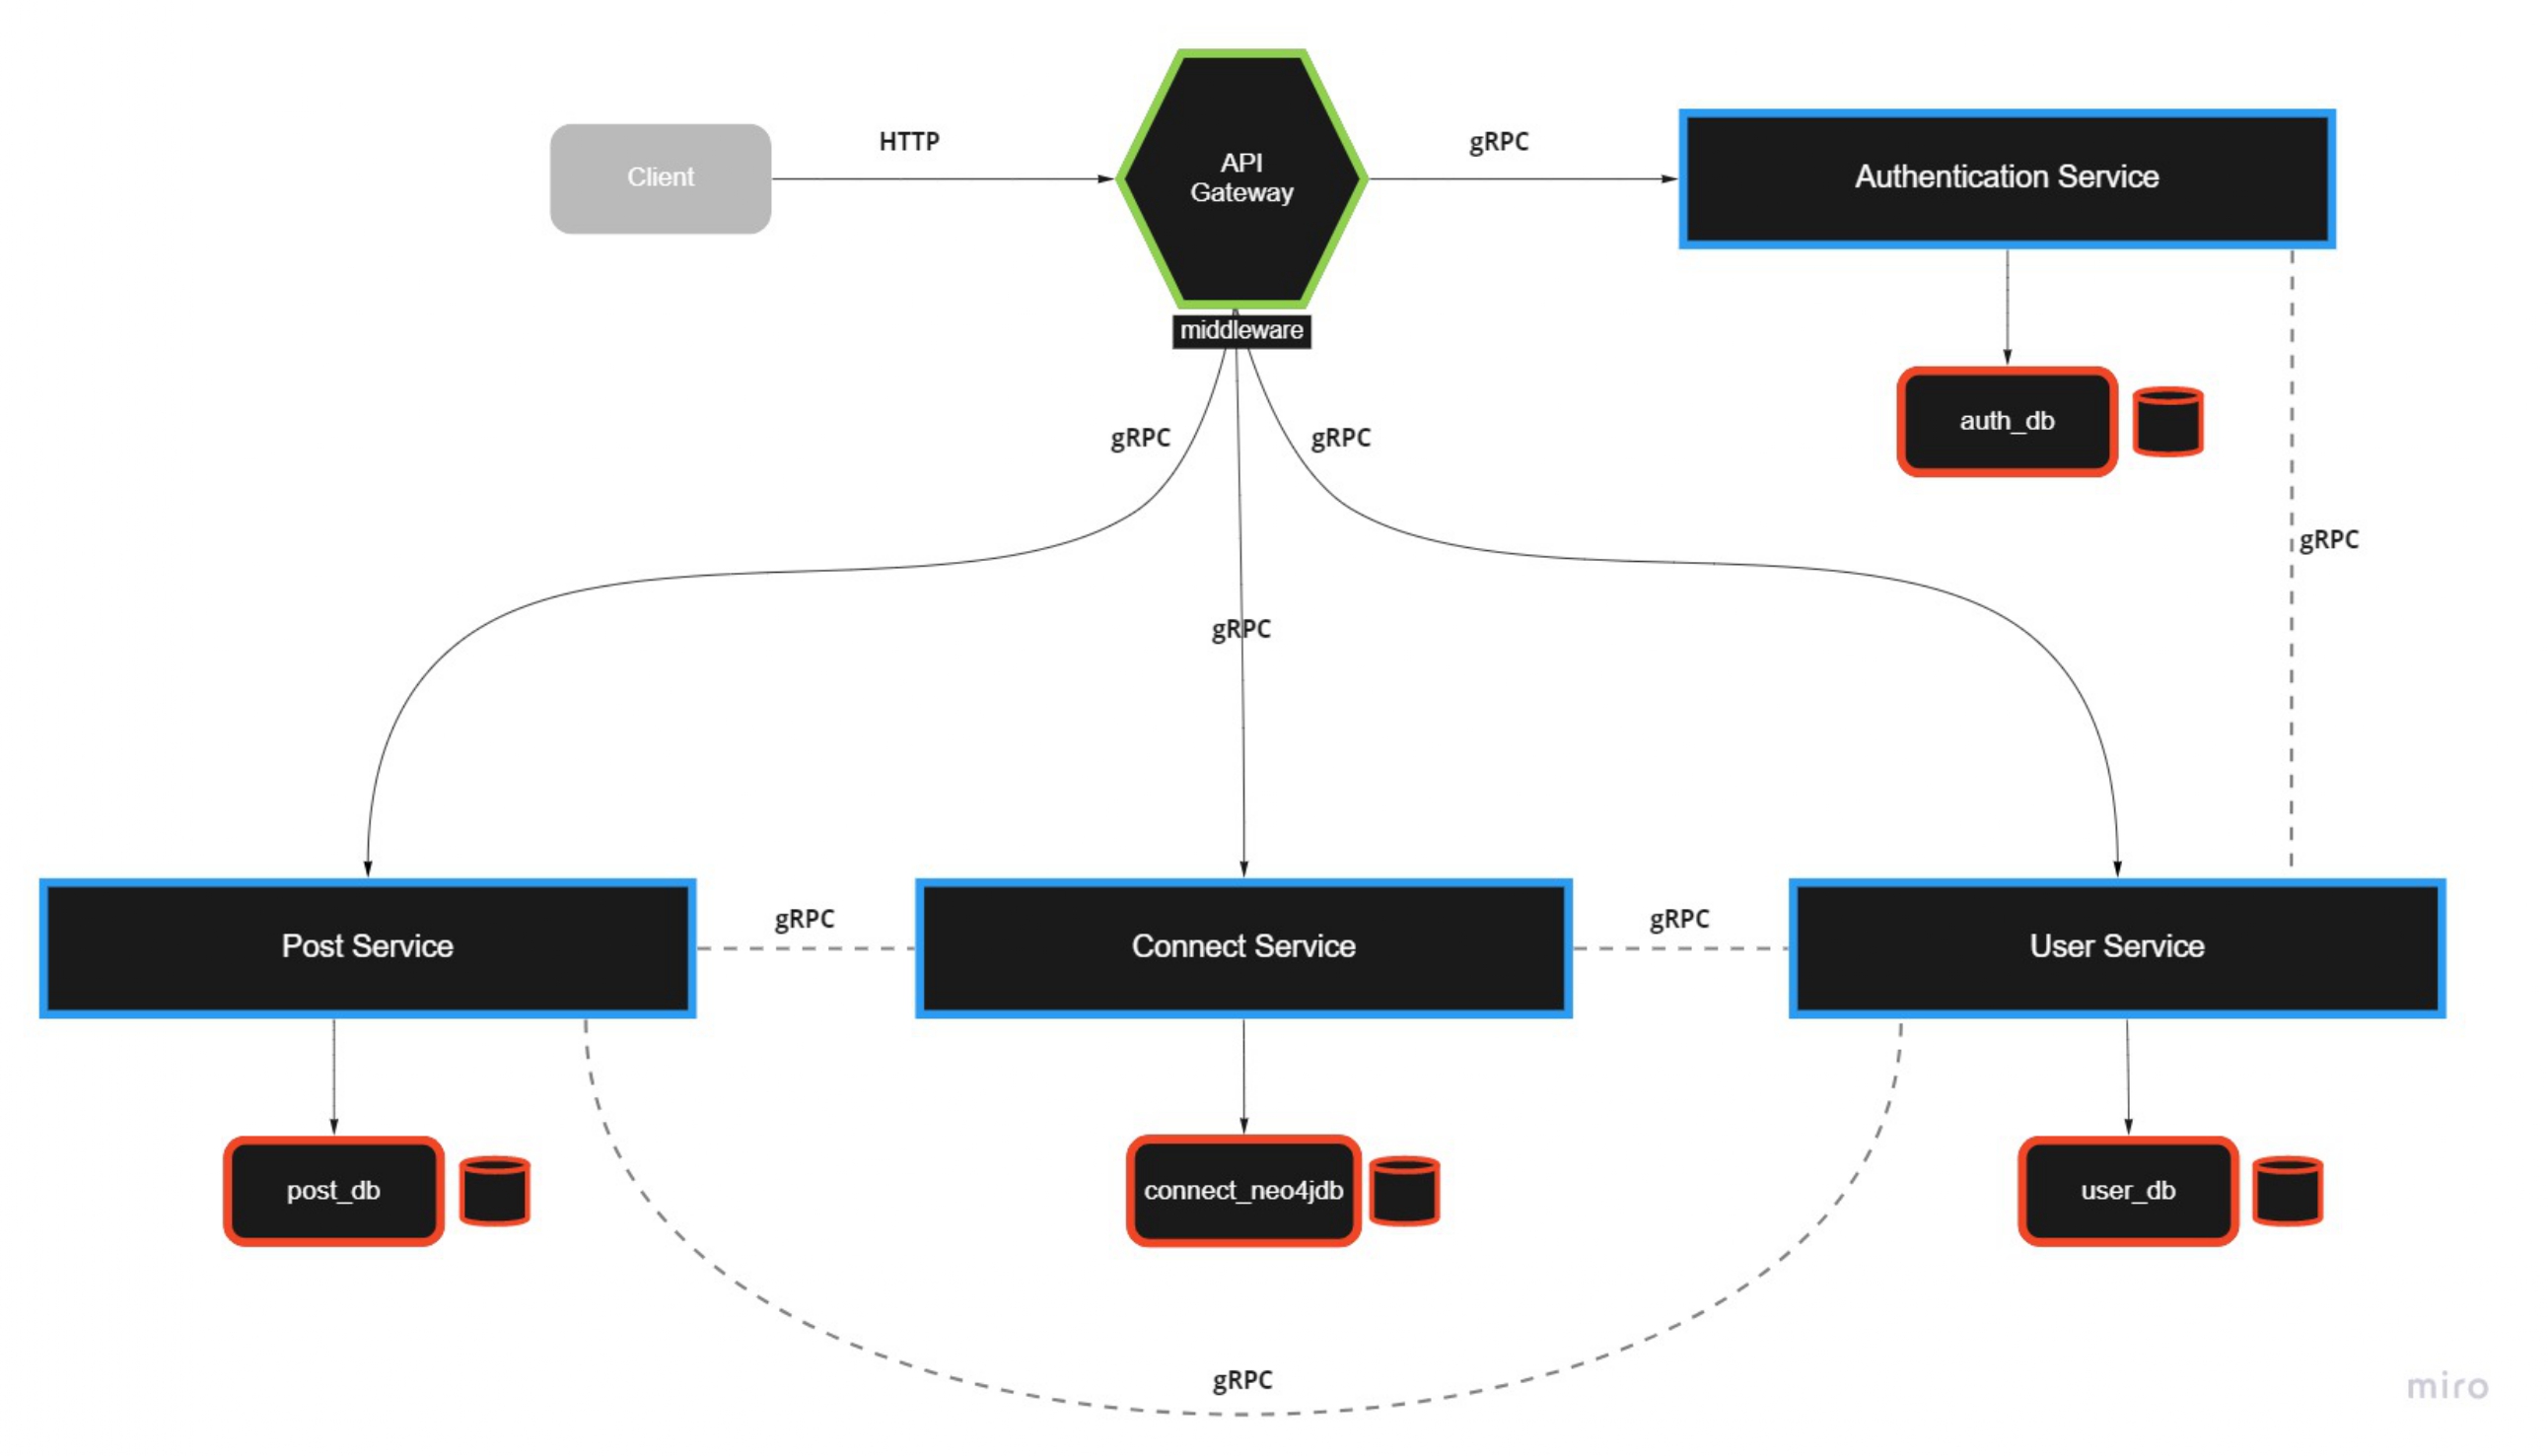 HTTP
gRPC
Client
API
Gateway
Authentication Service
middleware
auth_db
gRPC
gRPC
gRPC
gRPC
gRPC
gRPC
Post Service
Connect Service
User Service
post_db
connect_neo4jdb
user_db
gRPC
miro